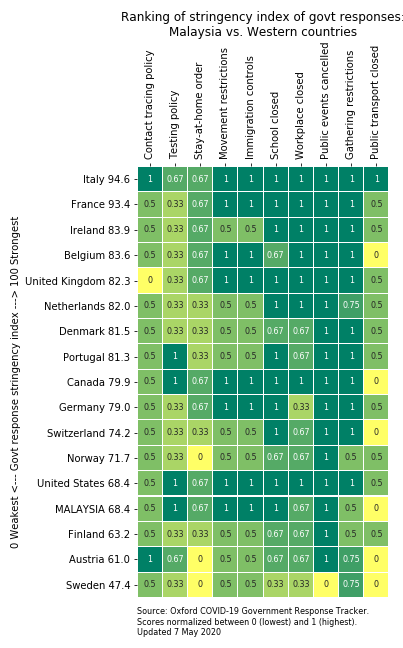 Ranking of stringency index of govt responses:
Malaysia vs. Western countries
Contact tracing policy
Testing policy
Stay-at-home order
Movement restrictions
Immigration controls
School closed
Workplace closed
Public events cancelled
Gathering restrictions
Public transport closed
0 Weakest <--- Govt response stringency index ---> 100 Strongest
Italy 94.6 1 0.67 0.67 1 1 1 1 1 1 1
France 93.4 0.5 0.33 0.67 1 1 1 1 1 1 0.5
Ireland 83.9 0.5 0.33 0.67 0.5 0.5 1 1 1 1 0.5
Belgium 83.6 0.5 0.33 0.67 1 1 0.67 1 1 1 0
United Kingdom 82.3 0 0.33 0.67 1 1 1 1 1 1 0.5
Netherlands 82.0 0.5 0.33 0.33 0.5 0.5 1 1 1 0.75 0.5
Denmark 81.5 0.5 0.33 0.33 0.5 0.5 0.67 0.67 1 1 0.5
Portugal 81.3 0.5 1 0.33 0.5 0.5 1 0.67 1 1 0.5
Canada 79.9 0.5 1 0.67 1 1 1 1 1 1 0
Germany 79.0 0.5 0.33 0.67 1 1 1 0.33 1 1 0.5
Switzerland 74.2 0.5 0.33 0.33 0.5 0.5 1 0.67 1 1 0
Norway 71.7 0.5 0.33 0 0.5 0.5 0.67 0.67 1 0.5 0.5
United States 68.4 0.5 1 0.67 1 1 1 1 1 1 0.5
MALAYSIA 68.4 0.5 1 0.67 1 1 1 0.67 1 0.5 0
Finland 63.2 0.5 0.33 0.33 0.5 0.5 0.67 0.67 1 0.5 0.5
Austria 61.0 1 0.67 0 0.5 0.5 0.67 0.67 1 0.75 0
Sweden 47.4 0.5 0.33 0 0.5 0.5 0.33 0.33 0 0.75 0.5
Source: Oxford COVID-19 Government Response Tracker.
Scores normalized between 0 (lowest) and 1 (highest).
Updated 7 May 2020